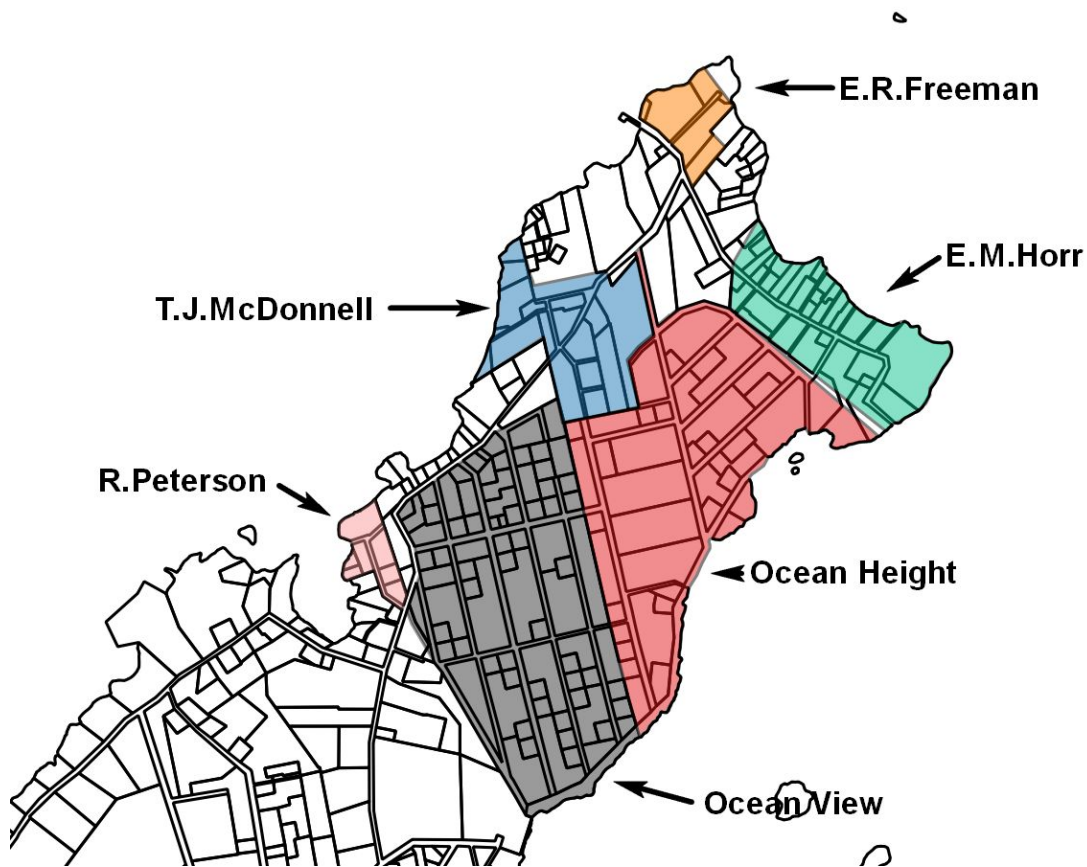 E.R.Freeman
E.M.Horr
T.J.McDonnell
R.Peterson
Ocean Height
Ocean View